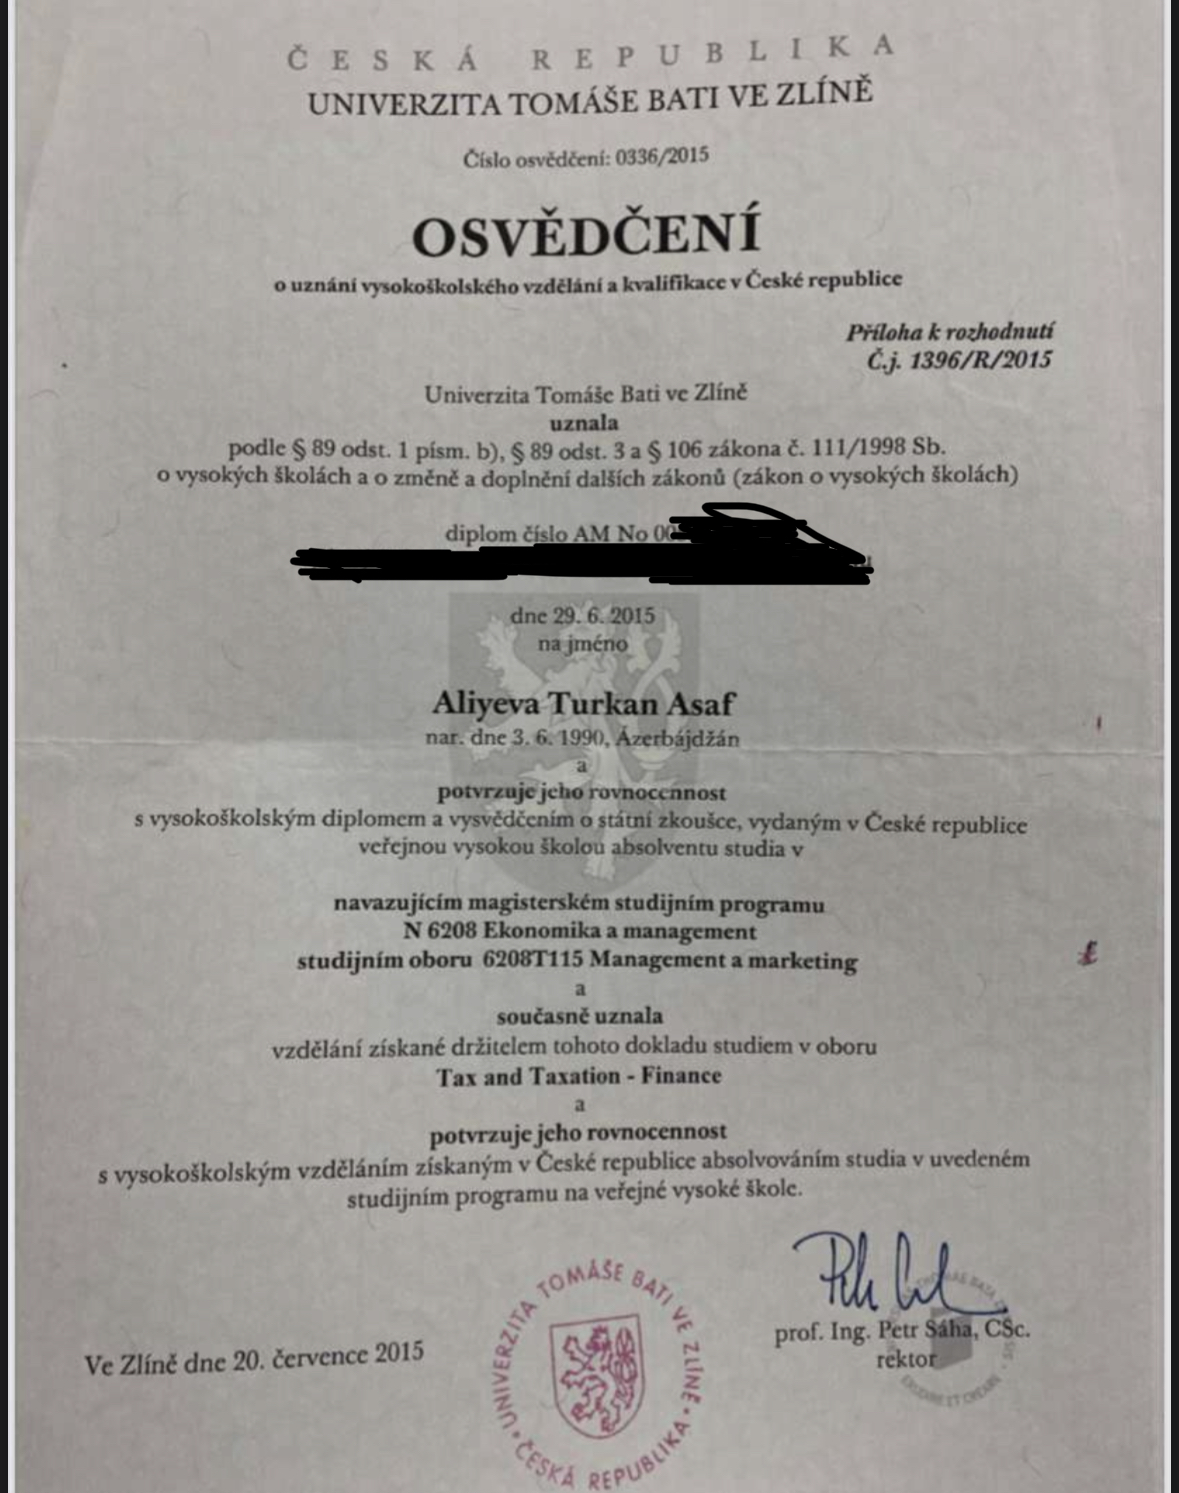 ČESKÁ REPUBLIKA
UNIVERZITA TOMÁŠE BATI VE ZLÍNĚ
Číslo osvědčení: 0336/2015
OSVĚDČENÍ
o uznání vysokoškolského vzdělání a kvalifikace v České republice
Příloha k rozhodnutí
Č.j. 1396/R/2015
Univerzita Tomáše Bati ve Zlíně
uznala
podle § 89 odst. 1 písm. b), § 89 odst. 3 a § 106 zákona č. 111/1998 Sb.
o vysokých školách a o změně a doplnění dalších zákonů (zákon o vysokých školách)
diplom číslo AM No
dne 29. 6. 2015
na jméno
Aliyeva Turkan Asaf
nar. dne 3. 6. 1990, Ázerbájdžán
a
potvrzuje jeho rovnocennost
s vysokoškolským diplomem a vysvědčením o státní zkoušce, vydaným v České republice
veřejnou vysokou školou absolventu studia v
navazujícím magisterském studijním programu
N 6208 Ekonomika a management
studijním oboru 6208T115 Management a marketing
a
současně uznala
vzdělání získané držitelem tohoto dokladu studiem v oboru
Tax and Taxation - Finance
a
potvrzuje jeho rovnocennost
s vysokoškolským vzděláním získaným v České republice absolvováním studia v uvedeném
studijním programu na veřejné vysoké škole.
Ve Zlíně dne 20. července 2015
UNIVERZITA TOMÁŠE BATI VE ZLÍNĚ • ČESKÁ REPUBLIKA •
prof. Ing. Petr Sáha, CSc.
rektor